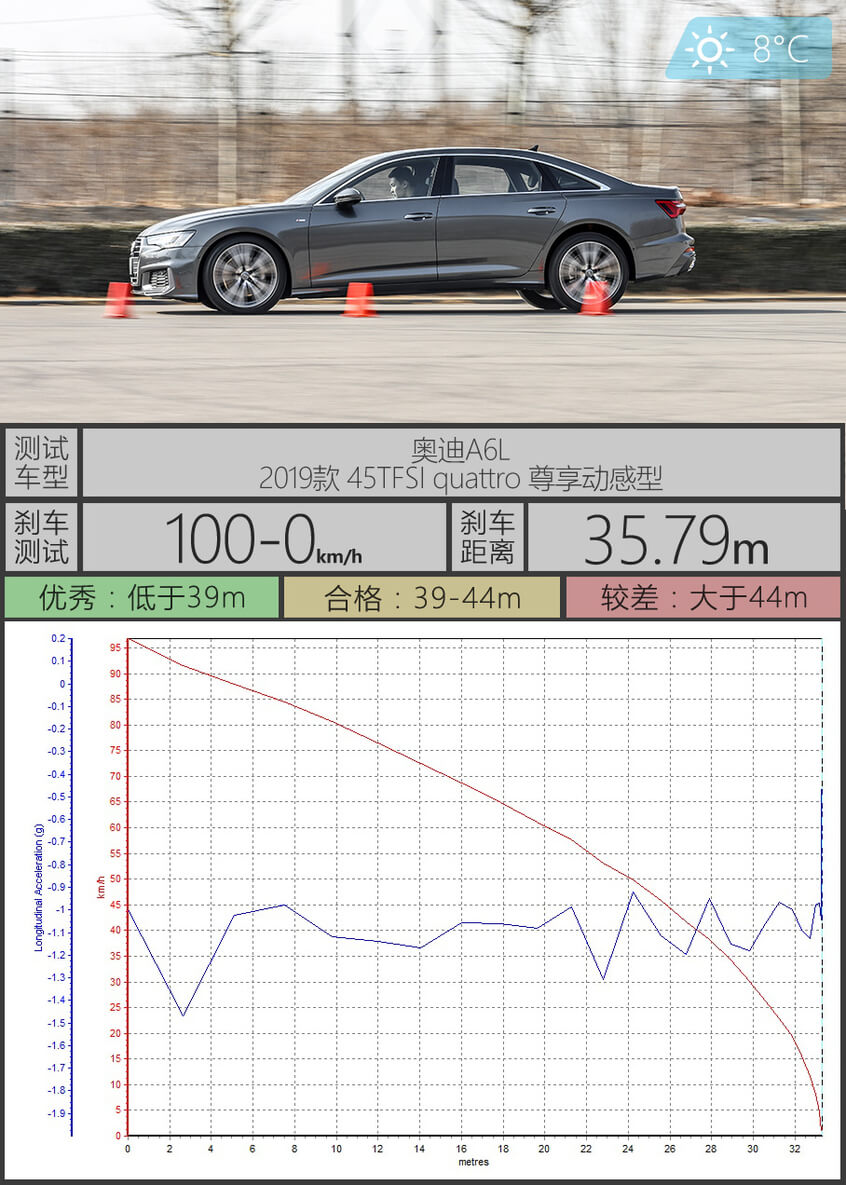 8°C
测试
车型
奥迪A6L
2019款 45TFSI quattro 尊享动感型
刹车
测试
100-0km/h
刹车
距离
35.79m
优秀：低于39m
合格：39-44m
较差：大于44m
Longitudinal Acceleration (g)
0.2
0.1
0
-0.1
-0.2
-0.3
-0.4
-0.5
-0.6
-0.7
-0.8
-0.9
-1
-1.1
-1.2
-1.3
-1.4
-1.5
-1.6
-1.7
-1.8
-1.9
km/h
95
90
85
80
75
70
65
60
55
50
45
40
35
30
25
20
15
10
5
0
0 2 4 6 8 10 12 14 16 18 20 22 24 26 28 30 32
metres